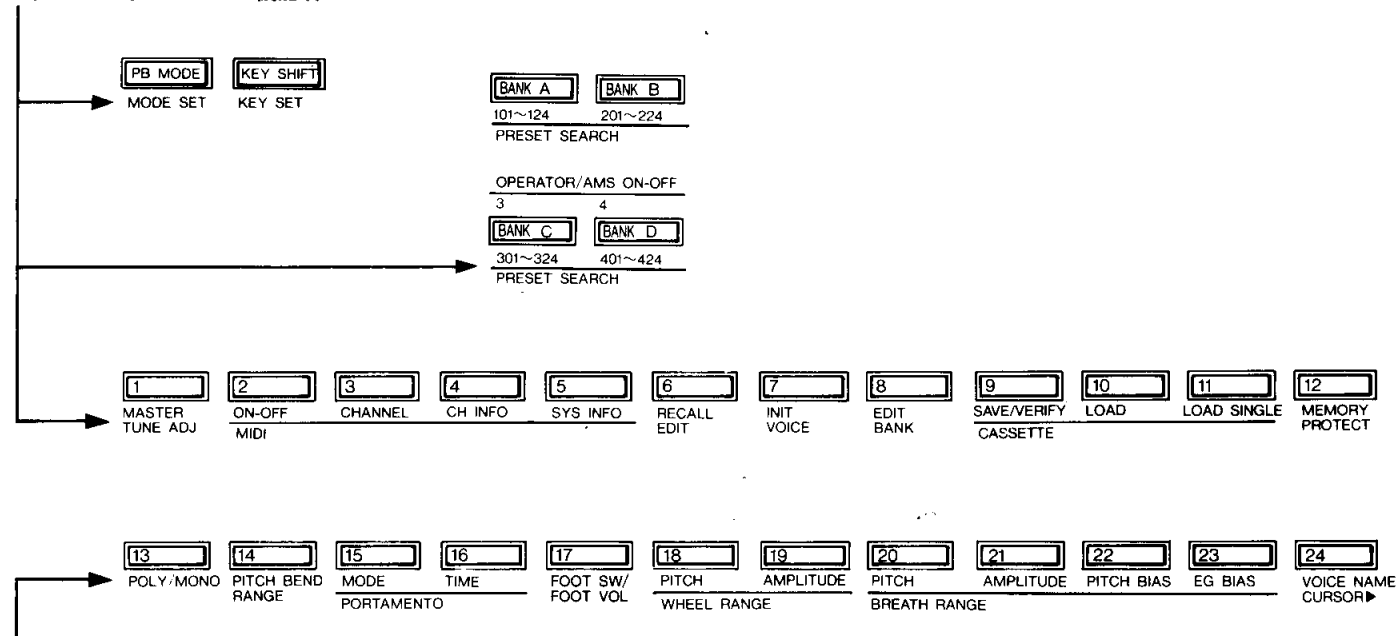 PB MODE KEY SHIFT
MODE SET KEY SET
BANK A BANK B
101~124 201~224
PRESET SEARCH
OPERATOR/AMS ON-OFF
3 4
BANK C BANK D
301~324 401~424
PRESET SEARCH
1 2 3 4 5 6 7 8 9 10 11 12
MASTER TUNE ADJ
ON-OFF CHANNEL CH INFO SYS INFO
MIDI
RECALL EDIT
INIT VOICE
EDIT BANK
SAVE/VERIFY LOAD LOAD SINGLE
CASSETTE
MEMORY PROTECT
13 14 15 16 17 18 19 20 21 22 23 24
POLY/MONO
PITCH BEND RANGE
MODE TIME
PORTAMENTO
FOOT SW/ FOOT VOL
PITCH AMPLITUDE
WHEEL RANGE
PITCH AMPLITUDE PITCH BIAS EG BIAS
BREATH RANGE
VOICE NAME CURSOR▶